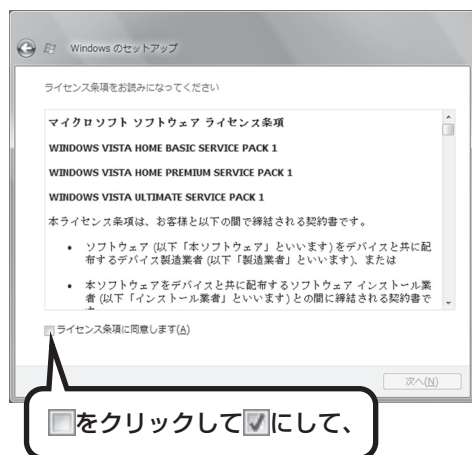 Windows のセットアップ
ライセンス条項をお読みになってください
マイクロソフト ソフトウェア ライセンス条項
WINDOWS VISTA HOME BASIC SERVICE PACK 1
WINDOWS VISTA HOME PREMIUM SERVICE PACK 1
WINDOWS VISTA ULTIMATE SERVICE PACK 1
本ライセンス条項は、お客様と以下の間で締結される契約書です。
• ソフトウェア (以下「本ソフトウェア」といいます) をデバイスと共に配
布するデバイス製造業者 (以下「製造業者」といいます)、または
• 本ソフトウェアをデバイスと共に配布するソフトウェア インストール業
者 (以下「インストール業者」といいます) との間に締結される契約書で
ライセンス条項に同意します(A)
次へ(N)
をクリックして にして、